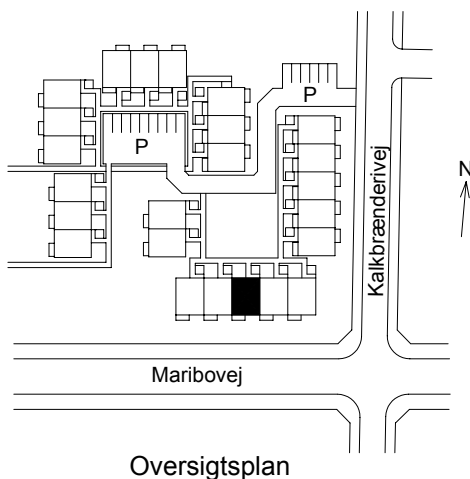 P
P
N
Kalkbrænderivej
Maribovej
Oversigtsplan